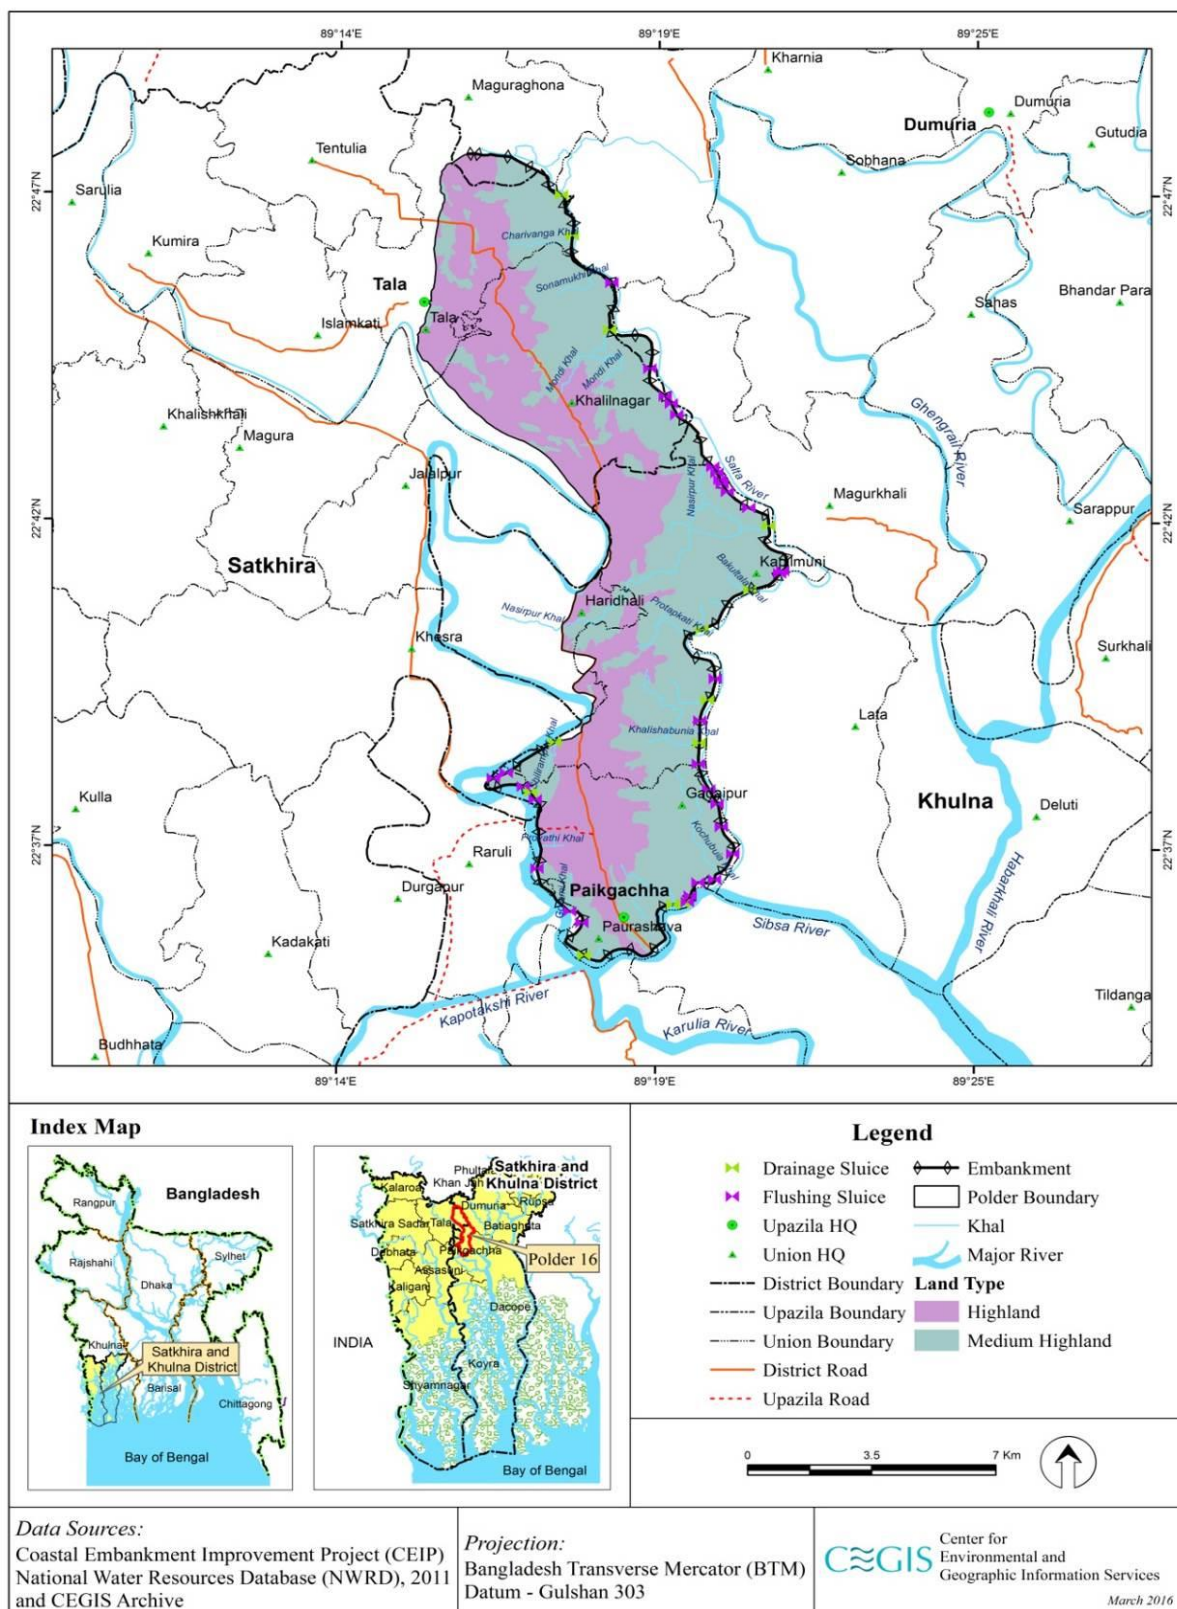 89°14'E
89°19'E
89°25'E
Kharnia
Maguraghona
Dumuria
Dumuria
Gutudia
Tentulia
Sobhana
22°47'N
22°47'N
Sarulia
Charivanga Khal
Kumira
Sonamukhi Khal
Tala
Bhandar Para
Sahas
Tala
Islamkati
Mondi Khal
Mondi Khal
Khalilnagar
Ghengrail River
Khalishkhali
Magura
Salta River
Nasirpur Khal
Jalalpur
Magurkhali
Sarappur
22°42'N
22°42'N
Satkhira
Kapilmuni
Bakultala Khal
Protapkati Khal
Haridhali
Nasirpur Khal
Khesra
Surkhali
Lata
Khalishabunia Khal
Kulla
Gadaipur
Khulna
Deluti
Kochubua Khal
22°37'N
22°37'N
Raruli
Durgapur
Paikgachha
Habarkhali River
Paurashava
Sibsa River
Kadakati
Kapotakshi River
Tildanga
Karulia River
Budhhata
89°14'E
89°19'E
89°25'E
Index Map
Bangladesh
Rangpur
Rajshahi
Sylhet
Dhaka
Khulna
Satkhira and
Khulna District
Barisal
Chittagong
Bay of Bengal
Satkhira and
Khulna District
Kalaroa
Dumuria
Rupsa
Satkhira Sadar
Tala
Batiaghata
Debhata
Paikgachha
Polder 16
Assasuni
Kaliganj
Dacope
INDIA
Koyra
Shyamnagar
Bay of Bengal
Legend
Drainage Sluice
Flushing Sluice
Upazila HQ
Union HQ
District Boundary
Upazila Boundary
Union Boundary
District Road
Upazila Road
Embankment
Polder Boundary
Khal
Major River
Land Type
Highland
Medium Highland
0 3.5 7 Km
Data Sources:
Coastal Embankment Improvement Project (CEIP)
National Water Resources Database (NWRD), 2011
and CEGIS Archive
Projection:
Bangladesh Transverse Mercator (BTM)
Datum - Gulshan 303
CEGIS
Center for
Environmental and
Geographic Information Services
March 2016